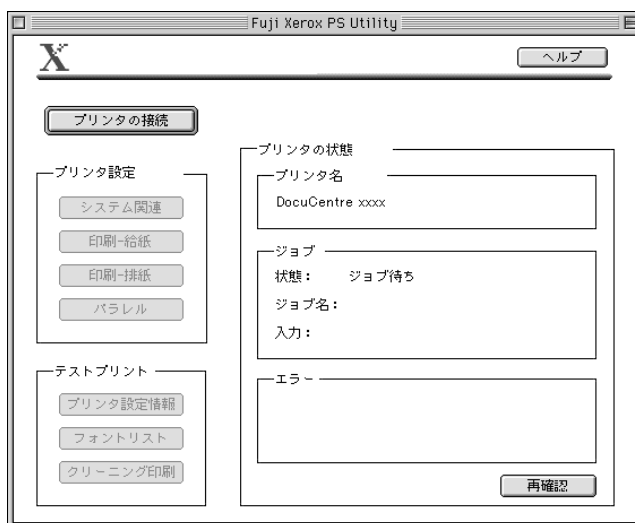 Fuji Xerox PS Utility
X
ヘルプ
プリンタの接続
プリンタ設定
システム関連
印刷-給紙
印刷-排紙
パラレル
テストプリント
プリンタ設定情報
フォントリスト
クリーニング印刷
プリンタの状態
プリンタ名
DocuCentre xxxx
ジョブ
状態： ジョブ待ち
ジョブ名：
入力：
エラー
再確認